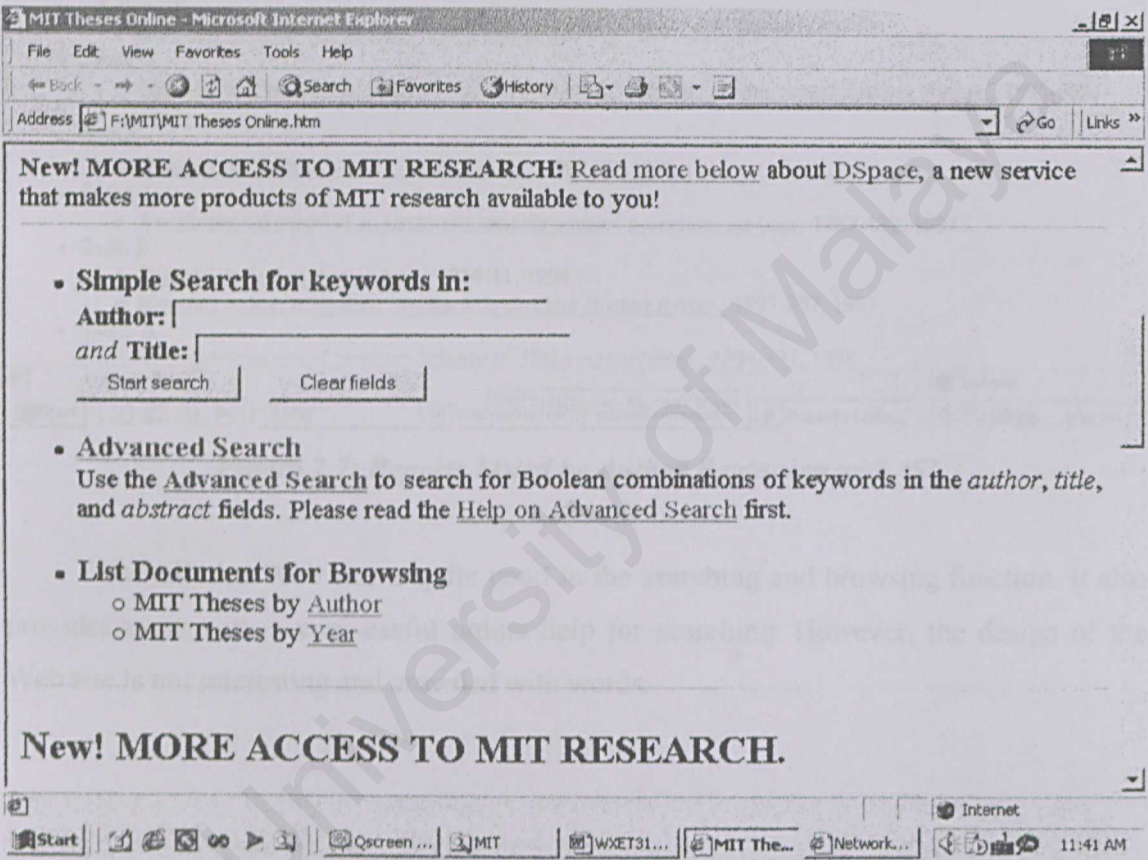 MIT Theses Online - Microsoft Internet Explorer
File Edit View Favorites Tools Help
Back Search Favorites History
Address F:\MIT\MIT Theses Online.htm Go Links »
New! MORE ACCESS TO MIT RESEARCH: Read more below about DSpace, a new service
that makes more products of MIT research available to you!
• Simple Search for keywords in:
Author:
and Title:
Start search Clear fields
• Advanced Search
Use the Advanced Search to search for Boolean combinations of keywords in the author, title,
and abstract fields. Please read the Help on Advanced Search first.
• List Documents for Browsing
○ MIT Theses by Author
○ MIT Theses by Year
New! MORE ACCESS TO MIT RESEARCH.
Internet
Start Qscreen ... MIT WXET31... MIT The... Network... 11:41 AM
University of Malaya